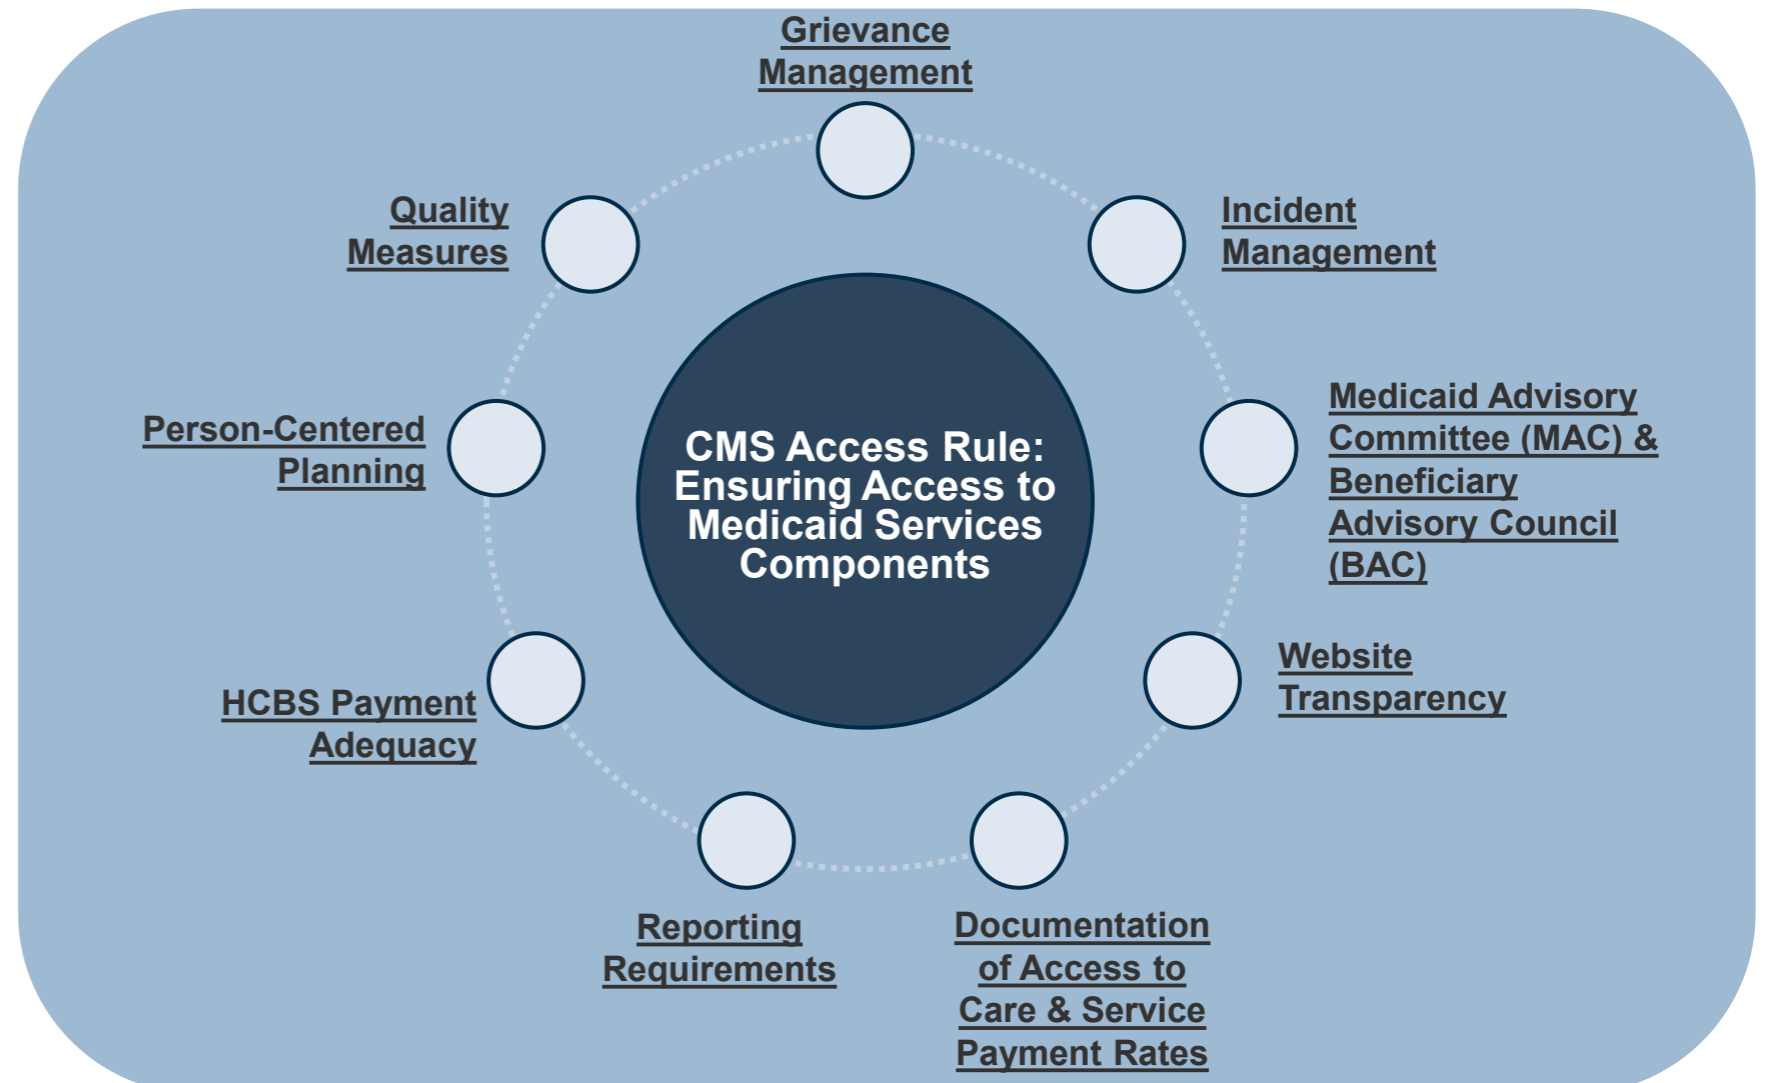 Grievance
Management
Quality
Measures
Incident
Management
Person-Centered
Planning
CMS Access Rule:
Ensuring Access to
Medicaid Services
Components
Medicaid Advisory
Committee (MAC) &
Beneficiary
Advisory Council
(BAC)
HCBS Payment
Adequacy
Website
Transparency
Reporting
Requirements
Documentation
of Access to
Care & Service
Payment Rates